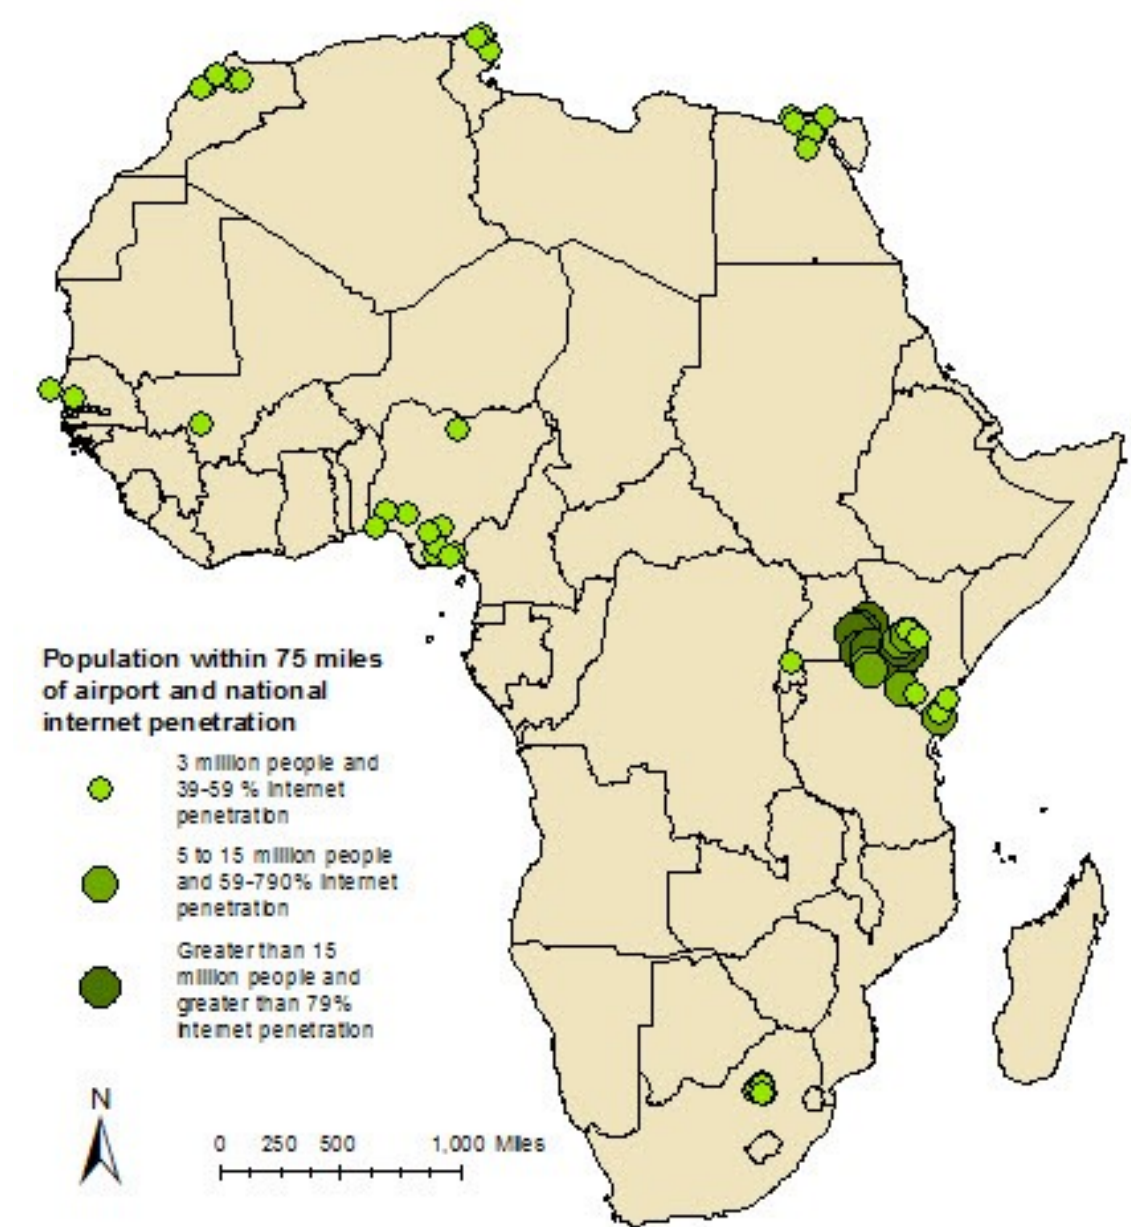 Population within 75 miles
of airport and national
internet penetration
3 million people and
39-59 % Internet
penetration
5 to 15 million people
and 59-790% Internet
penetration
Greater than 15
million people and
greater than 79%
Internet penetration
N
0 250 500 1,000 Miles